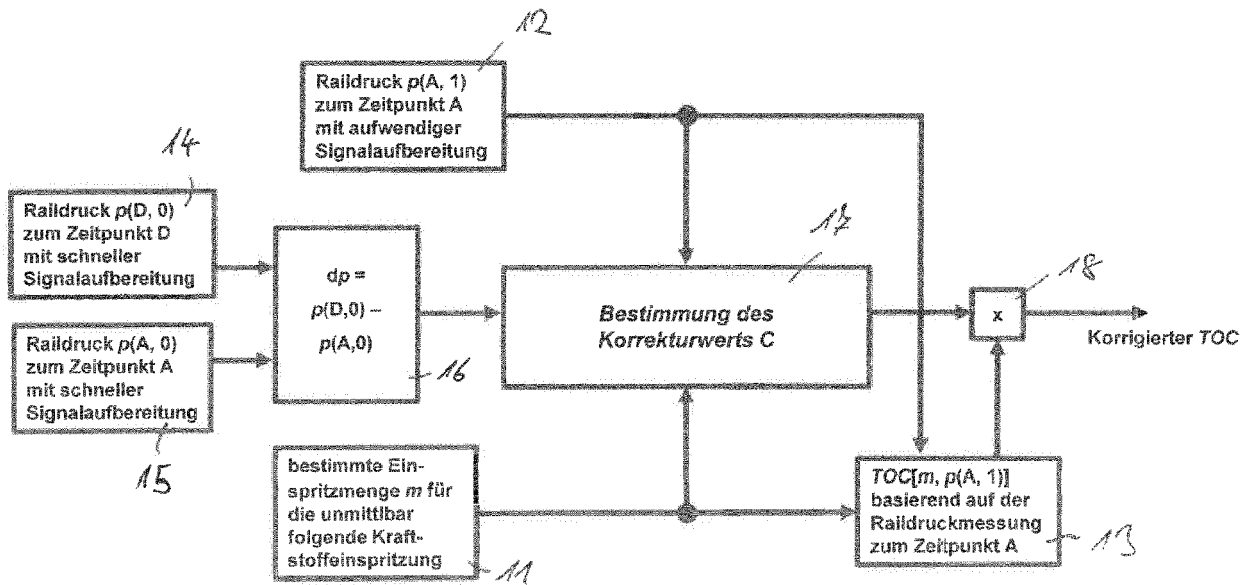 12
Raildruck p(A, 1)
zum Zeitpunkt A
mit aufwendiger
Signalaufbereitung
14
Raildruck p(D, 0)
zum Zeitpunkt D
mit schneller
Signalaufbereitung
Raildruck p(A, 0)
zum Zeitpunkt A
mit schneller
Signalaufbereitung
15
dp =
p(D,0) –
p(A,0)
16
17
Bestimmung des
Korrekturwerts C
18
x
Korrigierter TOC
bestimmte Ein-
spritzmenge m für
die unmittlbar
folgende Kraft-
stoffeinspritzung
11
TOC[m, p(A, 1)]
basierend auf der
Raildruckmessung
zum Zeitpunkt A
13